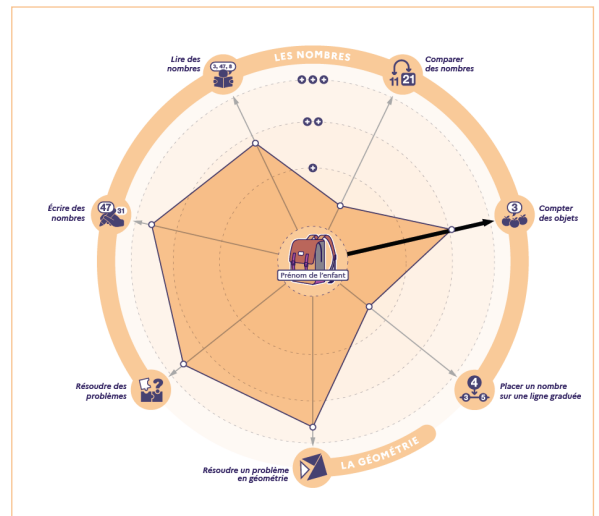 LES NOMBRES
Lire des
nombres
3, 47, 8
Comparer
des nombres
11 21
Écrire des
nombres
47 31
3
Compter
des objets
Prénom de l'enfant
Résoudre des
problèmes
?
4
3 5
Placer un nombre
sur une ligne graduée
Résoudre un problème
en géométrie
LA GÉOMÉTRIE